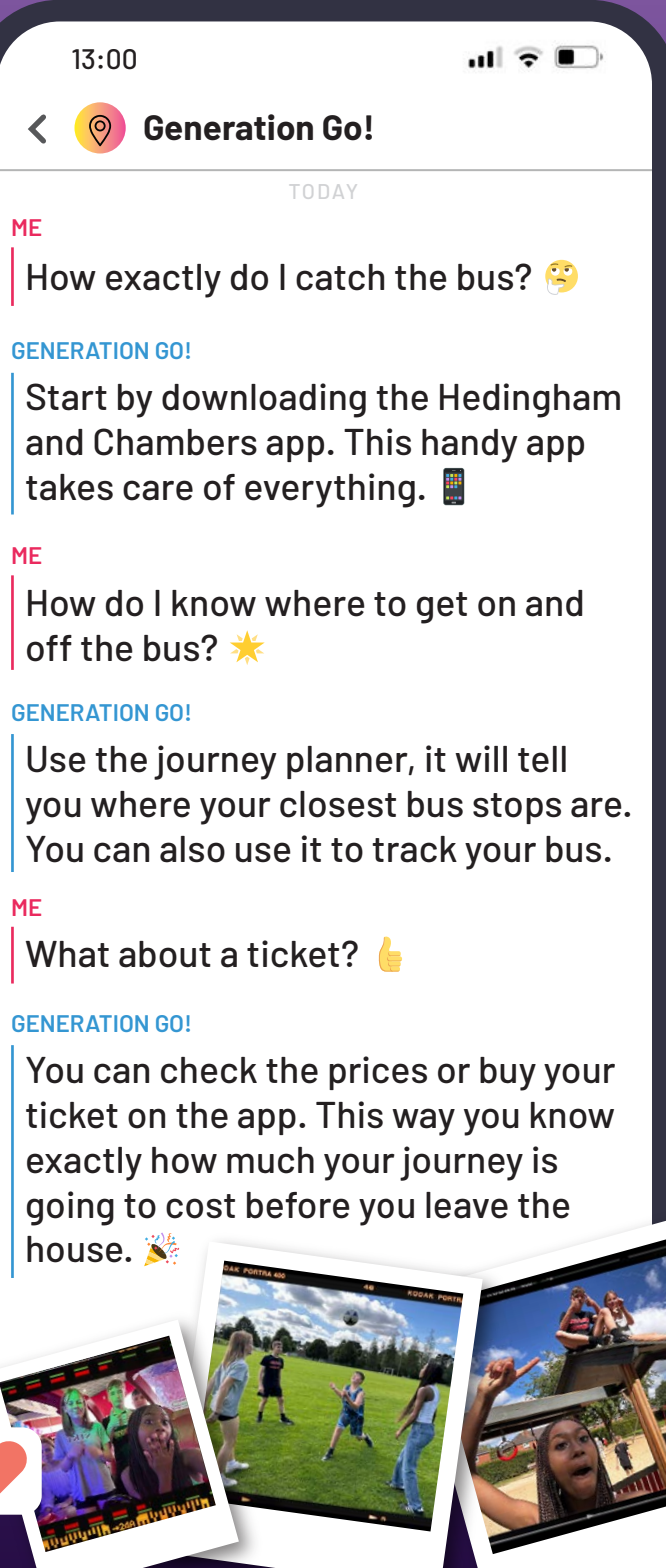 13:00
Generation Go!
TODAY
ME
How exactly do I catch the bus? 🤔
GENERATION GO!
Start by downloading the Hedingham
and Chambers app. This handy app
takes care of everything. 📱
ME
How do I know where to get on and
off the bus? 🌟
GENERATION GO!
Use the journey planner, it will tell
you where your closest bus stops are.
You can also use it to track your bus.
ME
What about a ticket? 👍
GENERATION GO!
You can check the prices or buy your
ticket on the app. This way you know
exactly how much your journey is
going to cost before you leave the
house. 🎉
DAK PORTRA 400
KODAK PORTR